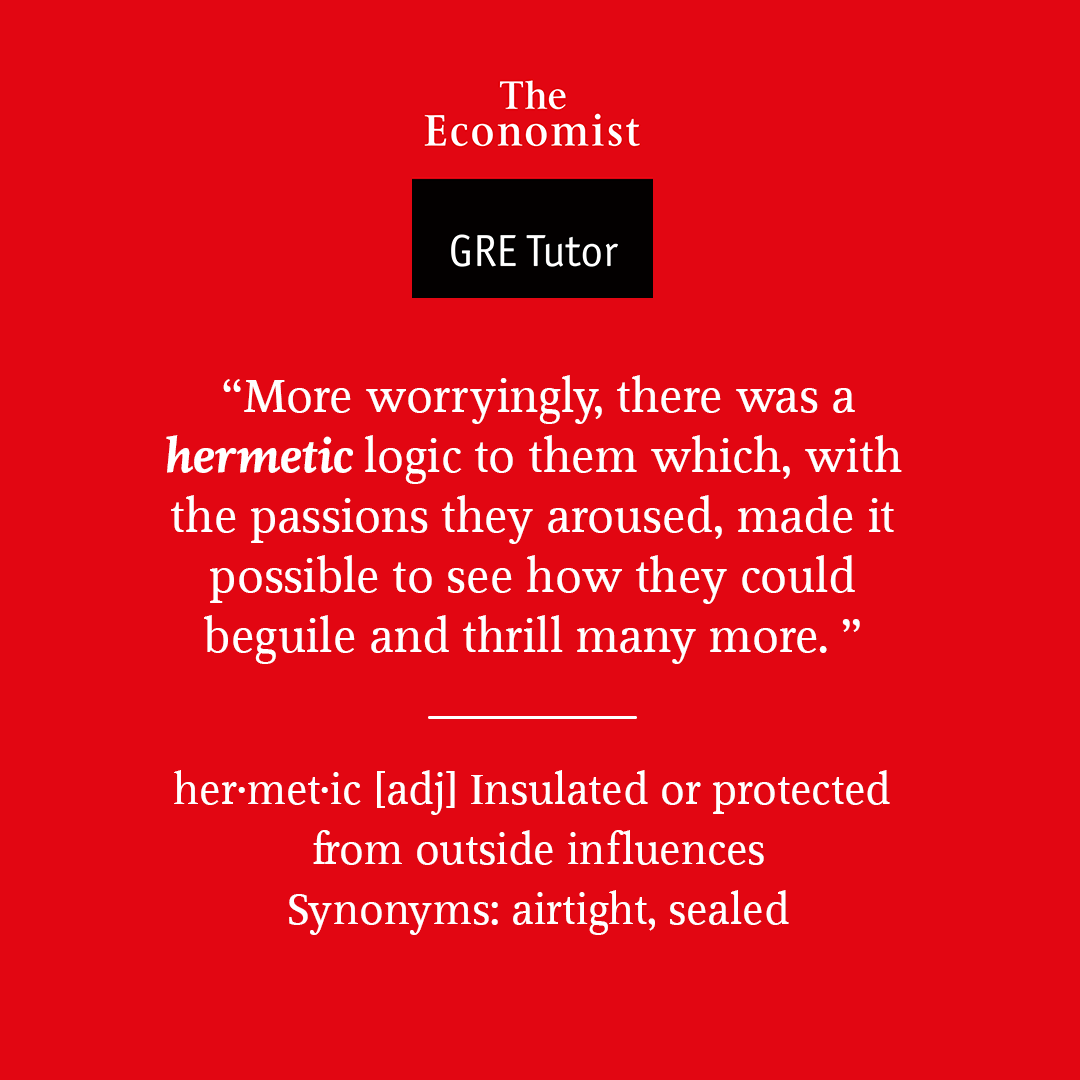 The
Economist
GRE Tutor
“More worryingly, there was a
hermetic logic to them which, with
the passions they aroused, made it
possible to see how they could
beguile and thrill many more. ”
her·met·ic [adj] Insulated or protected
from outside influences
Synonyms: airtight, sealed